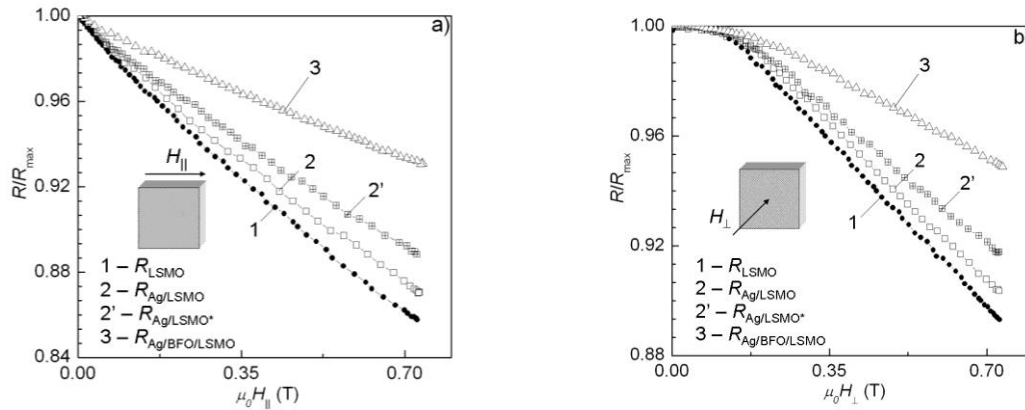 a)
1.00
0.96
0.92
0.88
0.84
R/Rmax
3
2
2'
1
H||
1 – RLSMO
2 – RAg/LSMO
2' – RAg/LSMO*
3 – RAg/BFO/LSMO
0.00 0.35 0.70
μ0H|| (T)
b
1.00
0.96
0.92
0.88
R/Rmax
3
2
2'
1
H⊥
1 – RLSMO
2 – RAg/LSMO
2' – RAg/LSMO*
3 – RAg/BFO/LSMO
0.00 0.35 0.70
μ0H⊥ (T)